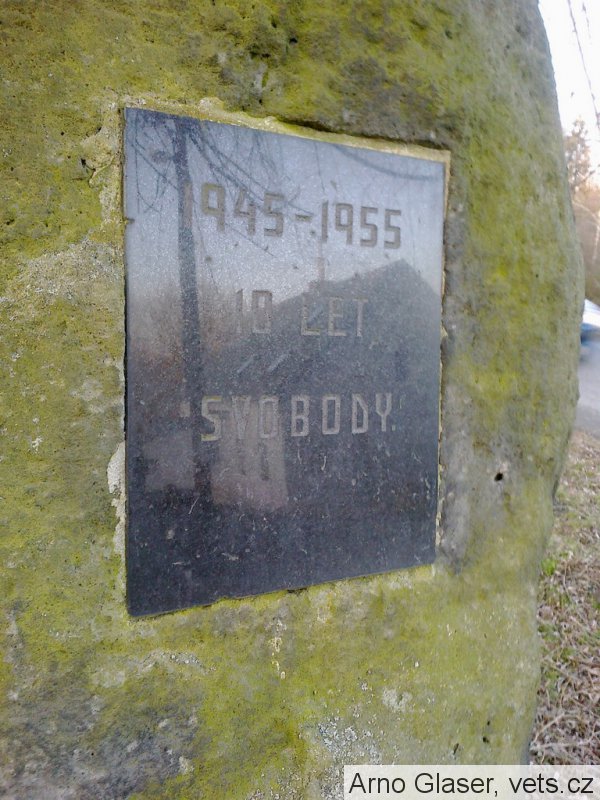 1945-1955
10 LET
SVOBODY.
Arno Glaser, vets.cz